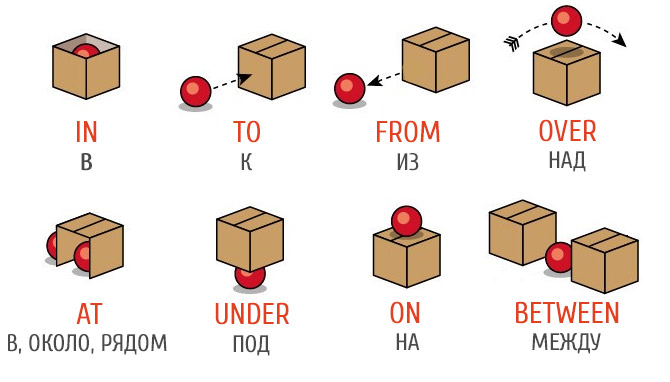 IN
В
TO
К
FROM
ИЗ
OVER
НАД
AT
В, ОКОЛО, РЯДОМ
UNDER
ПОД
ON
НА
BETWEEN
МЕЖДУ